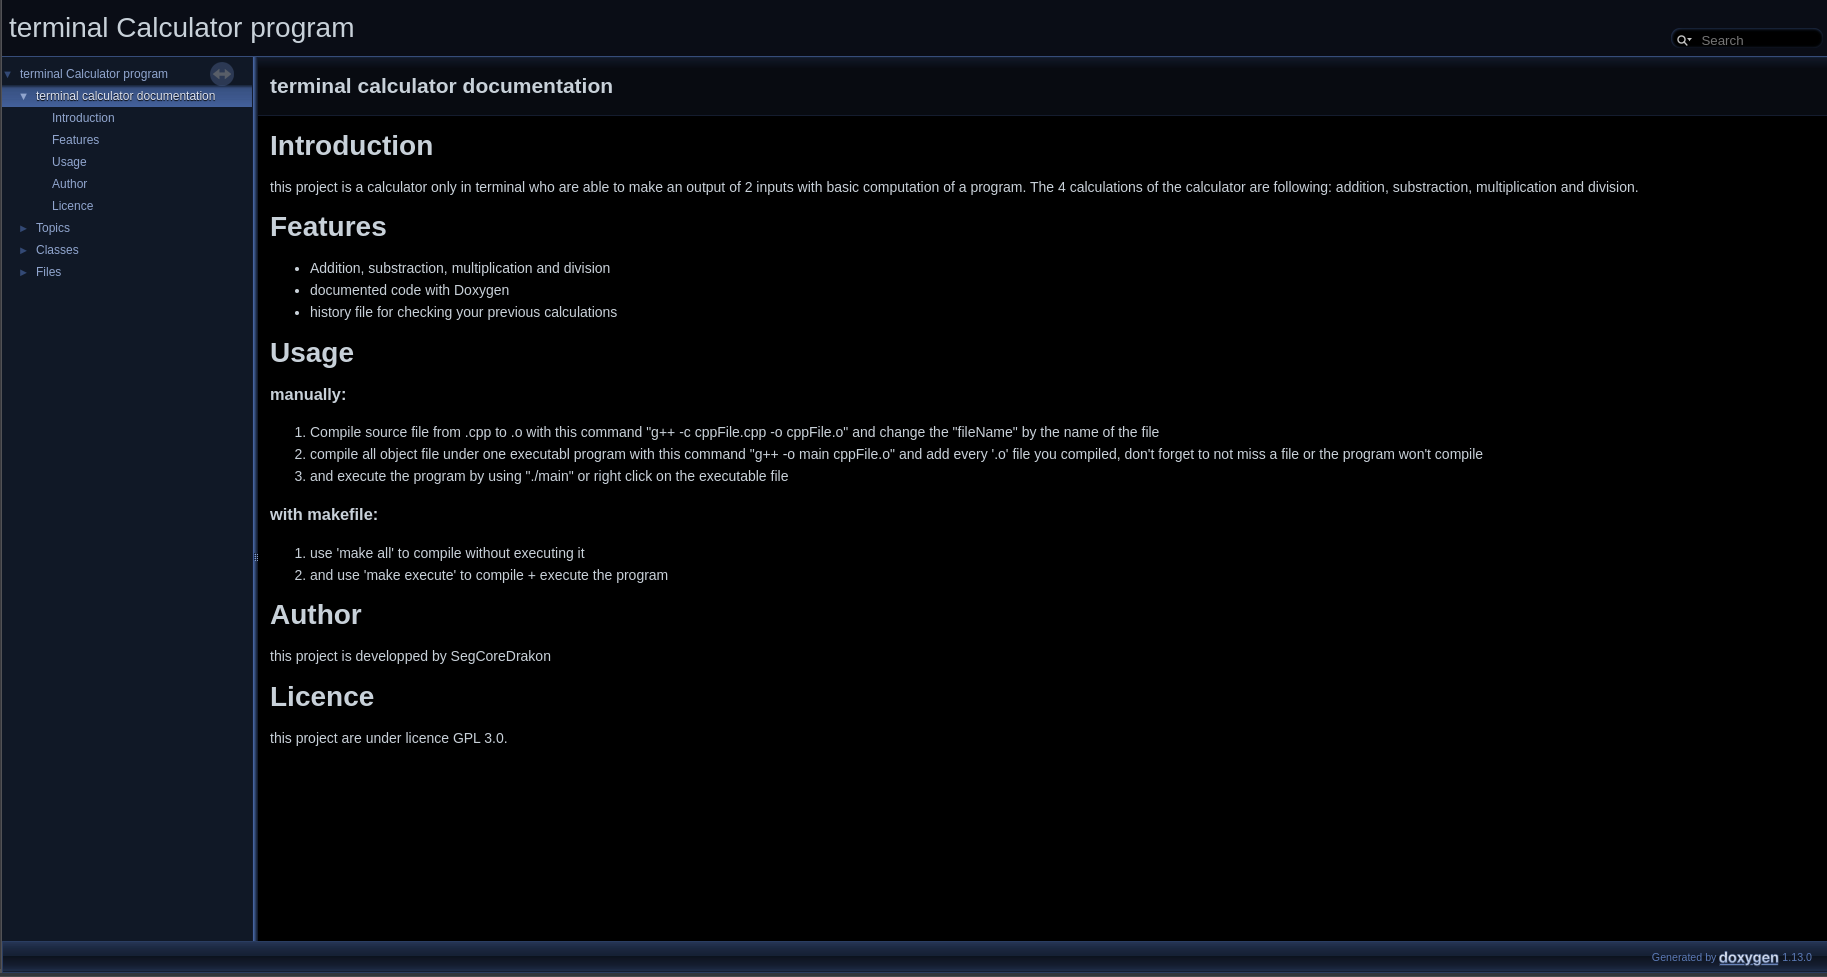 terminal Calculator program
Search
terminal Calculator program
terminal calculator documentation
Introduction
Features
Usage
Author
Licence
Topics
Classes
Files
terminal calculator documentation
Introduction
this project is a calculator only in terminal who are able to make an output of 2 inputs with basic computation of a program. The 4 calculations of the calculator are following: addition, substraction, multiplication and division.
Features
• Addition, substraction, multiplication and division
• documented code with Doxygen
• history file for checking your previous calculations
Usage
manually:
1. Compile source file from .cpp to .o with this command "g++ -c cppFile.cpp -o cppFile.o" and change the "fileName" by the name of the file
2. compile all object file under one executabl program with this command "g++ -o main cppFile.o" and add every '.o' file you compiled, don't forget to not miss a file or the program won't compile
3. and execute the program by using "./main" or right click on the executable file
with makefile:
1. use 'make all' to compile without executing it
2. and use 'make execute' to compile + execute the program
Author
this project is developped by SegCoreDrakon
Licence
this project are under licence GPL 3.0.
Generated by doxygen 1.13.0